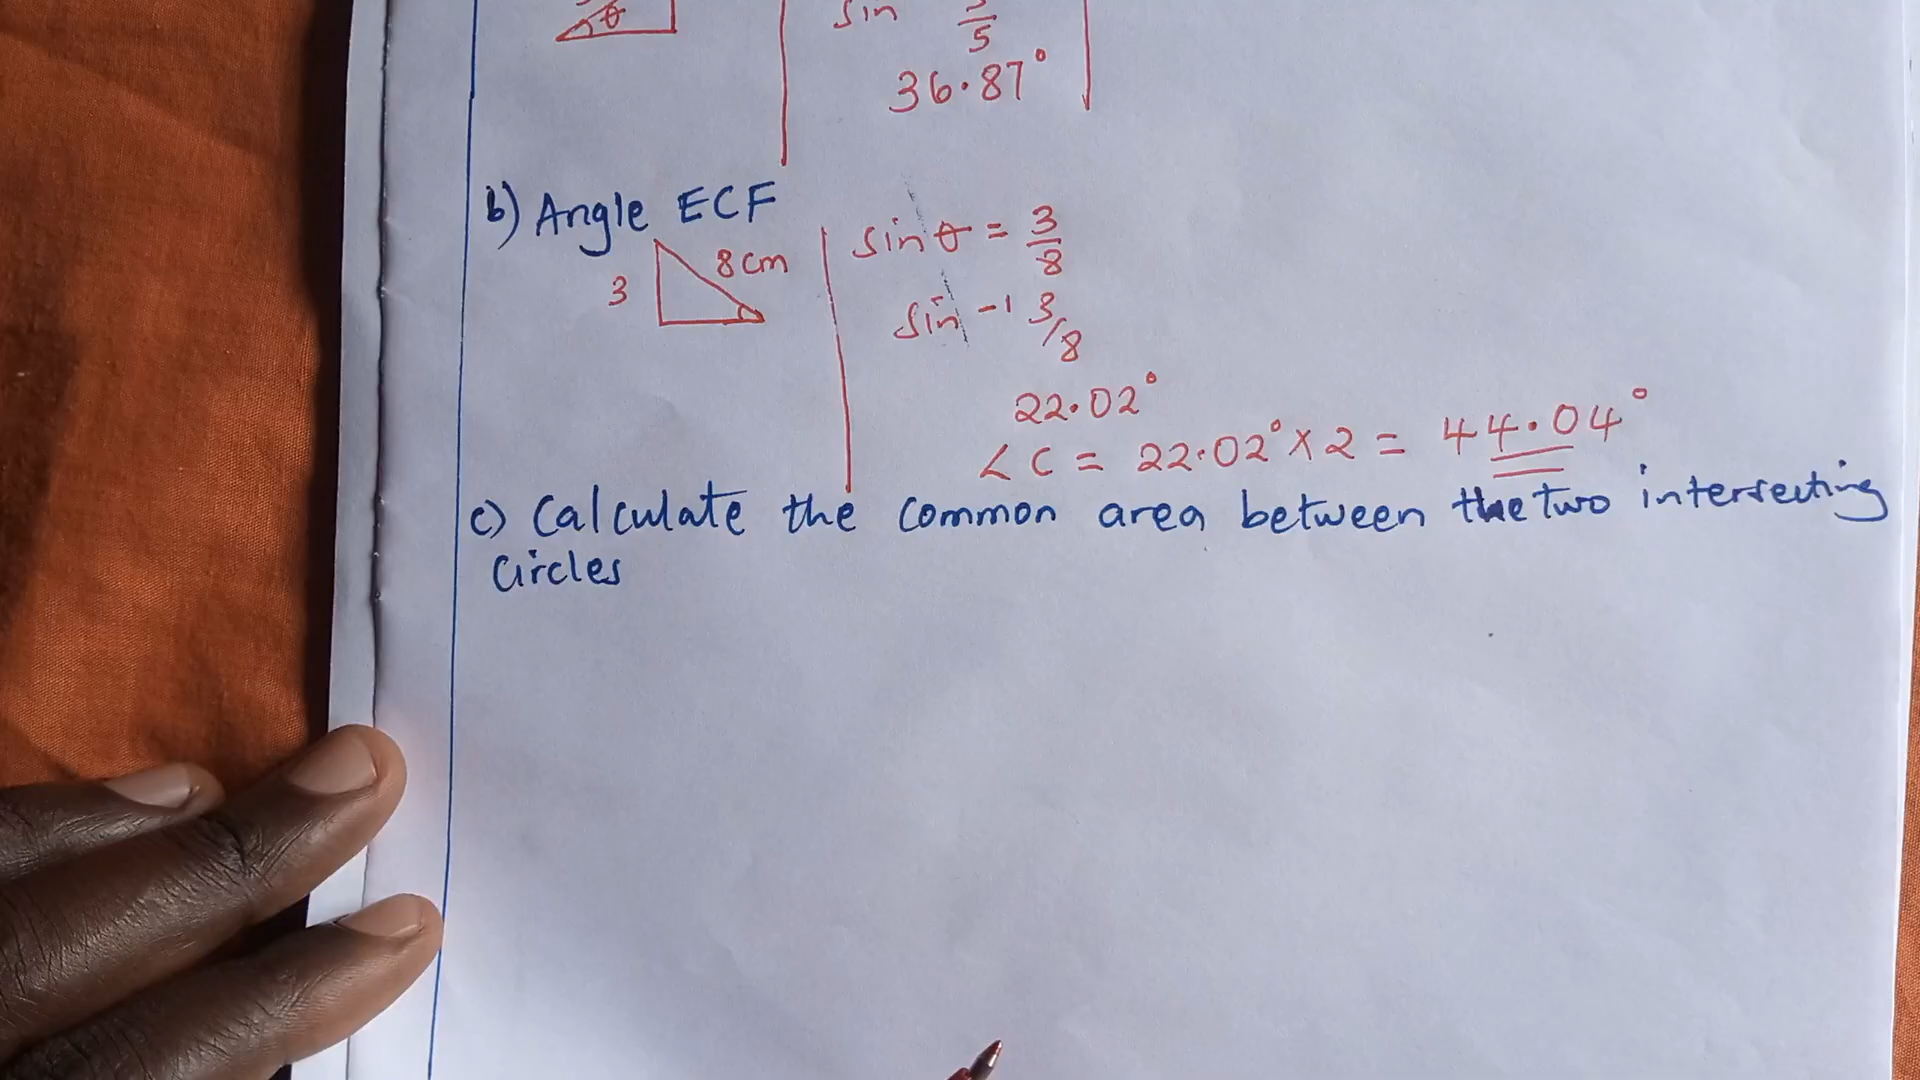 θ
sin
5
36.87°
b) Angle ECF
3
8cm
sin θ = 3/8
sin -1 3/8
22.02°
∠ C = 22.02° x 2 = 44.04°
c) Calculate the common area between the two intersecting
circles